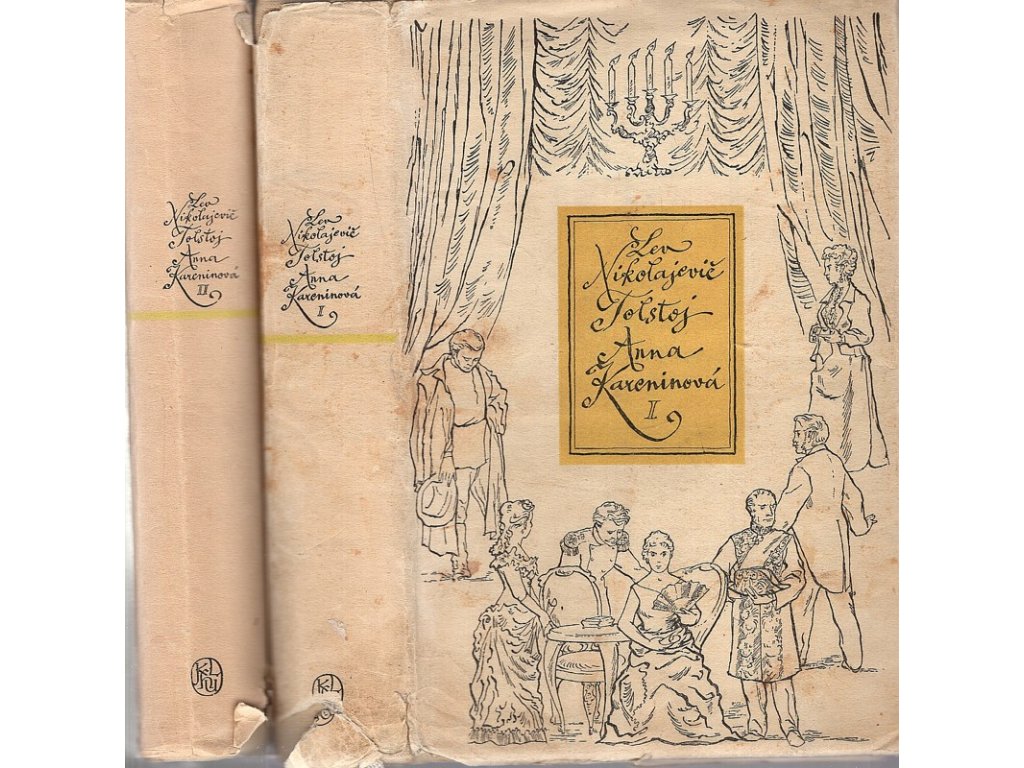 Lev
Nikolajevič
Tolstoj
Anna
Kareninová
II
Lev
Nikolajevič
Tolstoj
Anna
Kareninová
I
Lev
Nikolajevič
Tolstoj
Anna
Kareninová
I